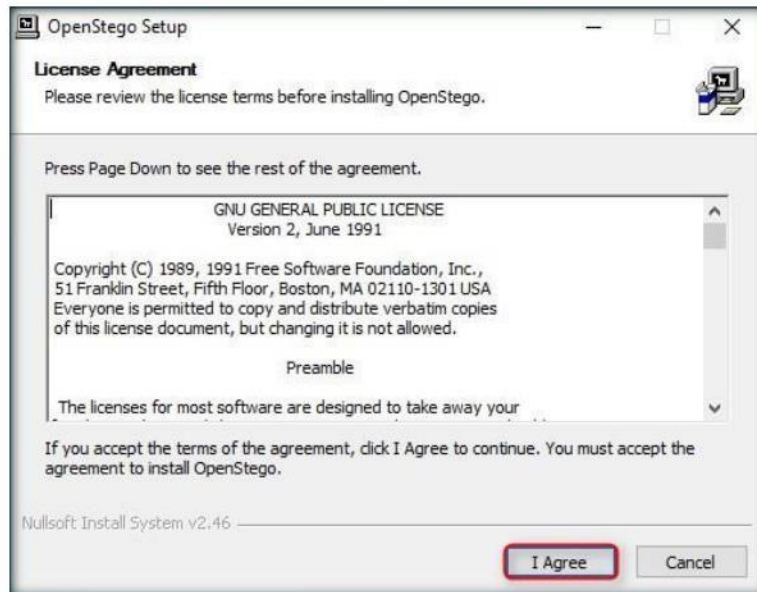 OpenStego Setup
License Agreement
Please review the license terms before installing OpenStego.
Press Page Down to see the rest of the agreement.
GNU GENERAL PUBLIC LICENSE
Version 2, June 1991
Copyright (C) 1989, 1991 Free Software Foundation, Inc.,
51 Franklin Street, Fifth Floor, Boston, MA 02110-1301 USA
Everyone is permitted to copy and distribute verbatim copies
of this license document, but changing it is not allowed.
Preamble
The licenses for most software are designed to take away your
If you accept the terms of the agreement, click I Agree to continue. You must accept the
agreement to install OpenStego.
Nullsoft Install System v2.46
I Agree
Cancel